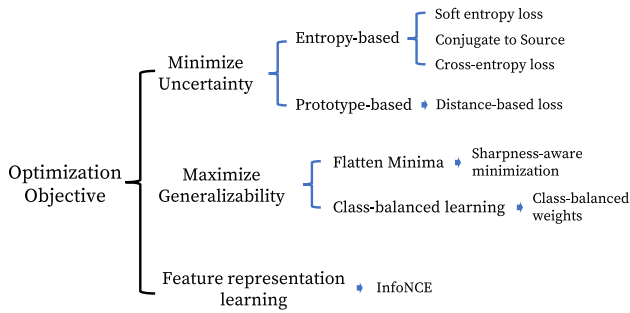 Optimization
Objective
Minimize
Uncertainty
Entropy-based
Soft entropy loss
Conjugate to Source
Cross-entropy loss
Prototype-based
Distance-based loss
Maximize
Generalizability
Flatten Minima
Sharpness-aware
minimization
Class-balanced learning
Class-balanced
weights
Feature representation
learning
InfoNCE